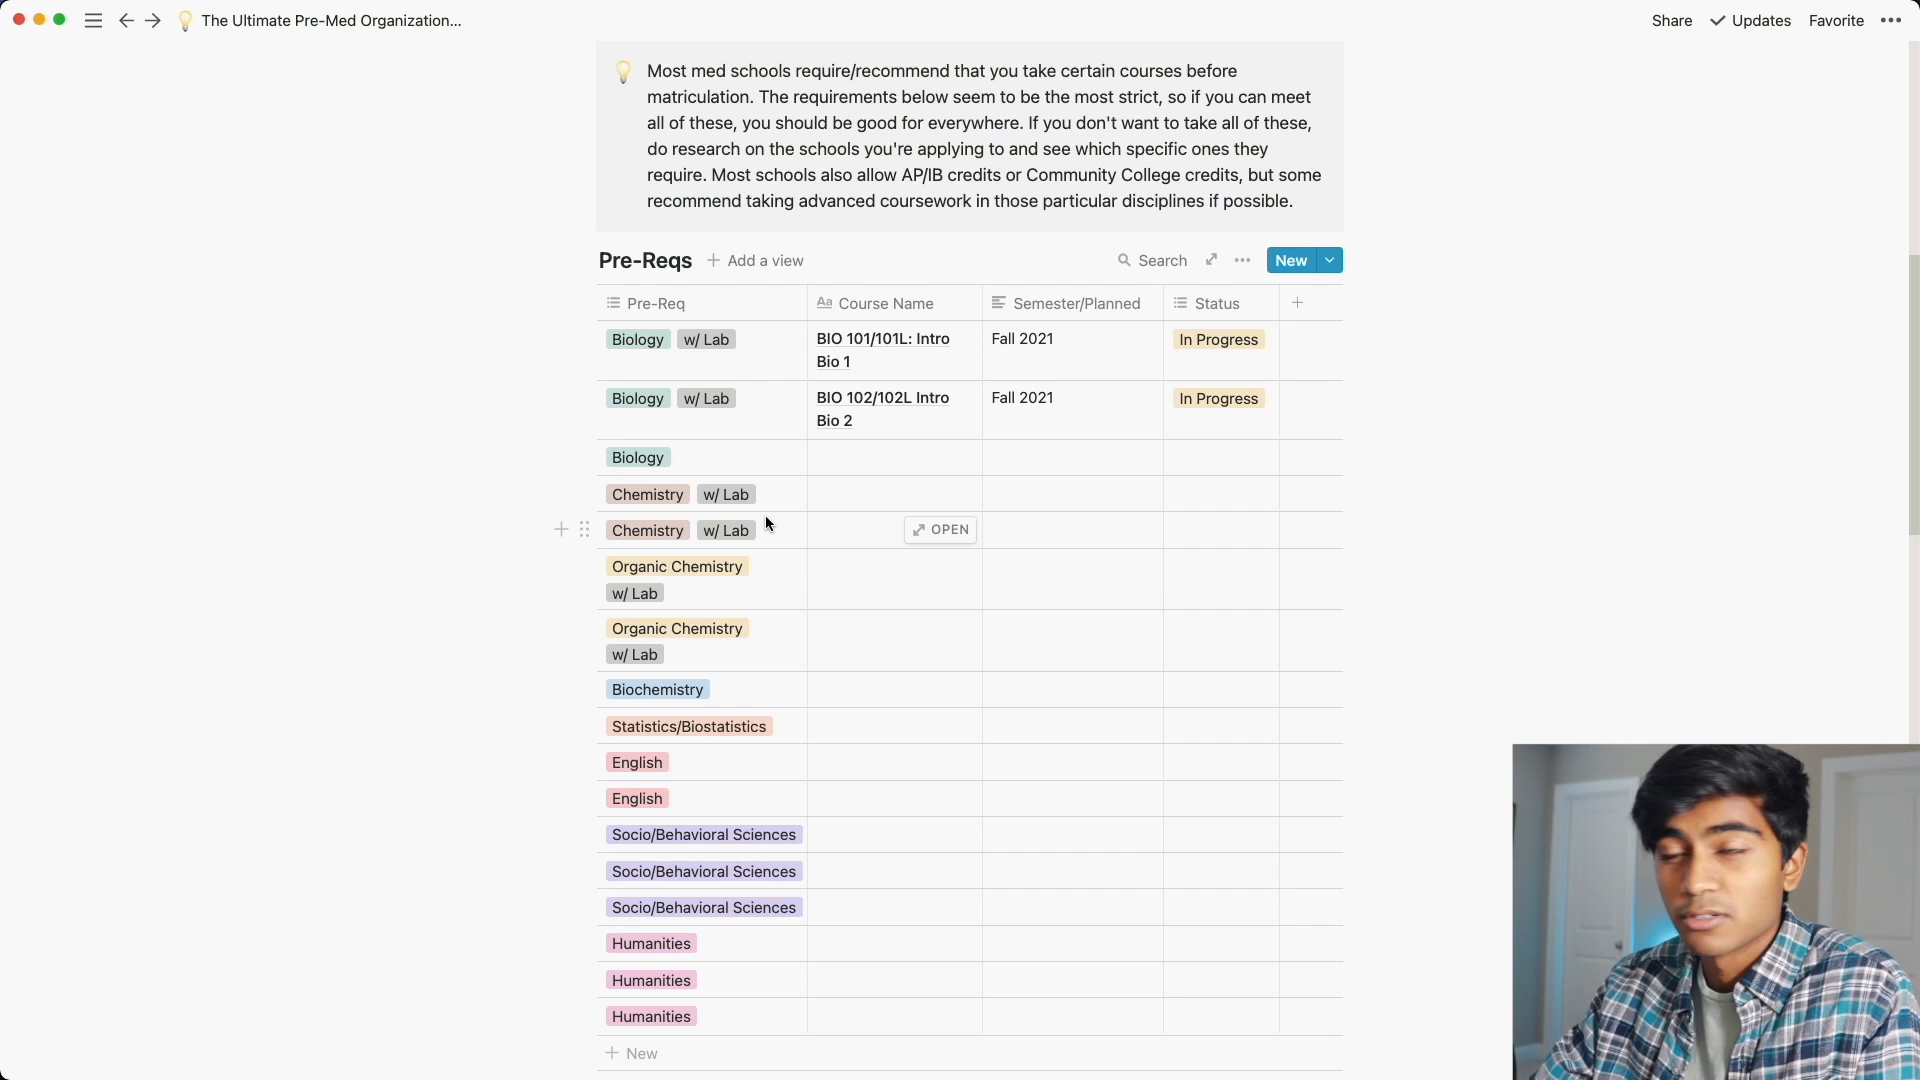 The Ultimate Pre-Med Organization...
Share
Updates
Favorite
Most med schools require/recommend that you take certain courses before
matriculation. The requirements below seem to be the most strict, so if you can meet
all of these, you should be good for everywhere. If you don't want to take all of these,
do research on the schools you're applying to and see which specific ones they
require. Most schools also allow AP/IB credits or Community College credits, but some
recommend taking advanced coursework in those particular disciplines if possible.
Pre-Reqs
Add a view
Search
New
Pre-Req
Aa Course Name
Semester/Planned
Status
Biology w/ Lab
BIO 101/101L: Intro
Bio 1
Fall 2021
In Progress
Biology w/ Lab
BIO 102/102L Intro
Bio 2
Fall 2021
In Progress
Biology
Chemistry w/ Lab
Chemistry w/ Lab
OPEN
Organic Chemistry
w/ Lab
Organic Chemistry
w/ Lab
Biochemistry
Statistics/Biostatistics
English
English
Socio/Behavioral Sciences
Socio/Behavioral Sciences
Socio/Behavioral Sciences
Humanities
Humanities
Humanities
New